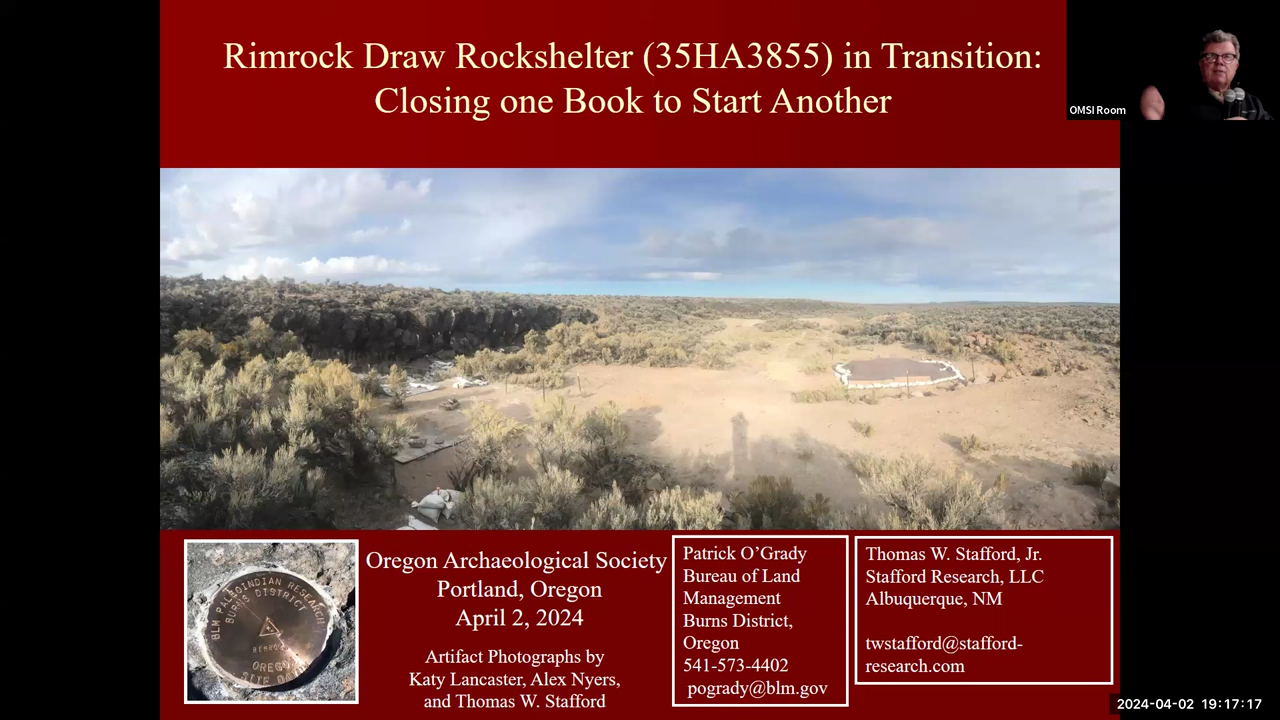 Rimrock Draw Rockshelter (35HA3855) in Transition:
Closing one Book to Start Another
OMSI Room
BLM PALEOINDIAN RESEARCH
BURNS DISTRICT
OREGON
Oregon Archaeological Society
Portland, Oregon
April 2, 2024
Artifact Photographs by
Katy Lancaster, Alex Nyers,
and Thomas W. Stafford
Patrick O’Grady
Bureau of Land
Management
Burns District,
Oregon
541-573-4402
pogrady@blm.gov
Thomas W. Stafford, Jr.
Stafford Research, LLC
Albuquerque, NM
twstafford@stafford-
research.com
2024-04-02 19:17:17